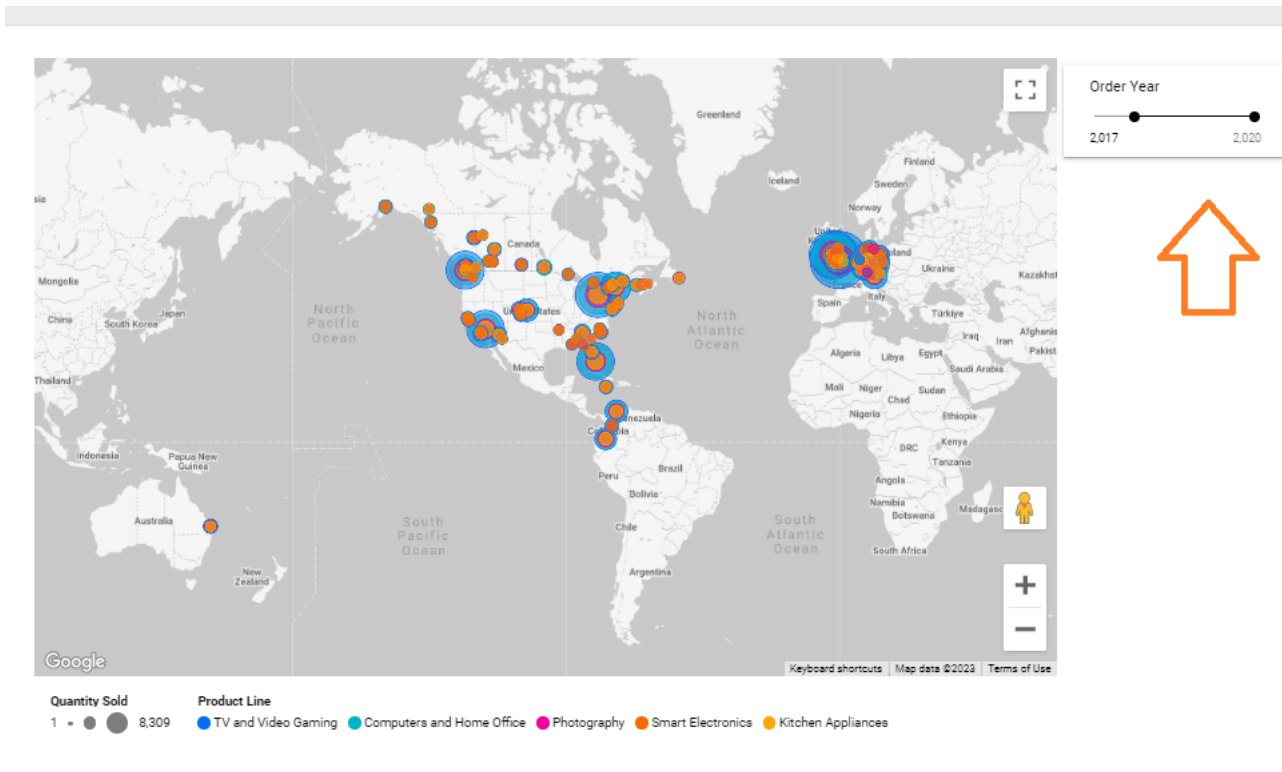 Order Year
2,017 2,020
Greenland
Iceland
Finland
Sweden
Norway
Canada
Ukraine
Kazakhst
Mongolia
China
South Korea
Japan
North
Pacific
Ocean
North
Atlantic
Ocean
France
Spain
Italy
Türkiye
Iraq
Iran
Afghanis
Pakist
Algeria
Libya
Egypt
Saudi Arabia
Thailand
Mexico
Mali
Niger
Chad
Sudan
Nigeria
Ethiopia
Indonesia
Papua New
Guinea
DRC
Kenya
Tanzania
Peru
Brazil
Bolivia
Angola
Namibia
Botswana
Madagasc
Australia
South
Pacific
Ocean
Chile
South
Atlantic
Ocean
South Africa
New
Zealand
Argentina
Google
Keyboard shortcuts Map data ©2023 Terms of Use
Quantity Sold Product Line
1 8,309 TV and Video Gaming Computers and Home Office Photography Smart Electronics Kitchen Appliances